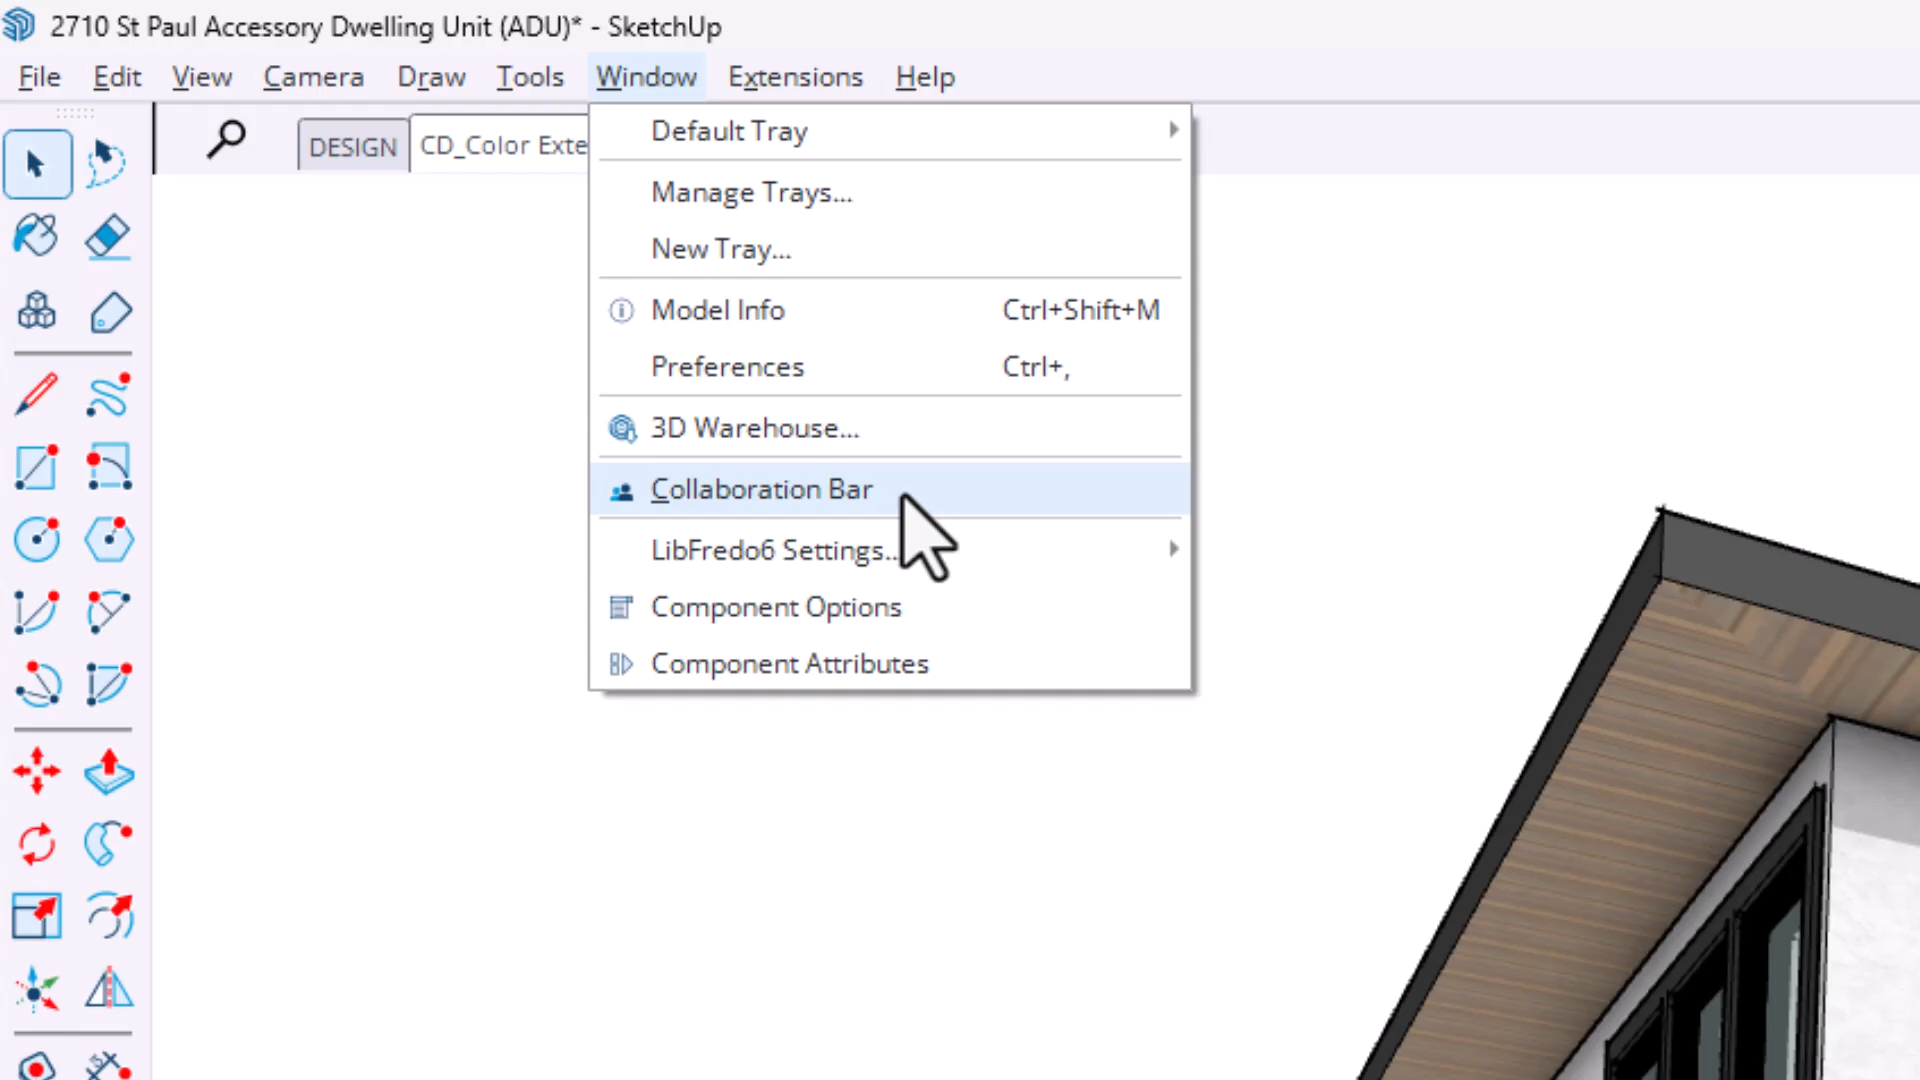 2710 St Paul Accessory Dwelling Unit (ADU)* - SketchUp
File Edit View Camera Draw Tools Window Extensions Help
DESIGN CD_Color Exte
Default Tray
Manage Trays...
New Tray...
Model Info Ctrl+Shift+M
Preferences Ctrl+,
3D Warehouse...
Collaboration Bar
LibFredo6 Settings..
Component Options
Component Attributes